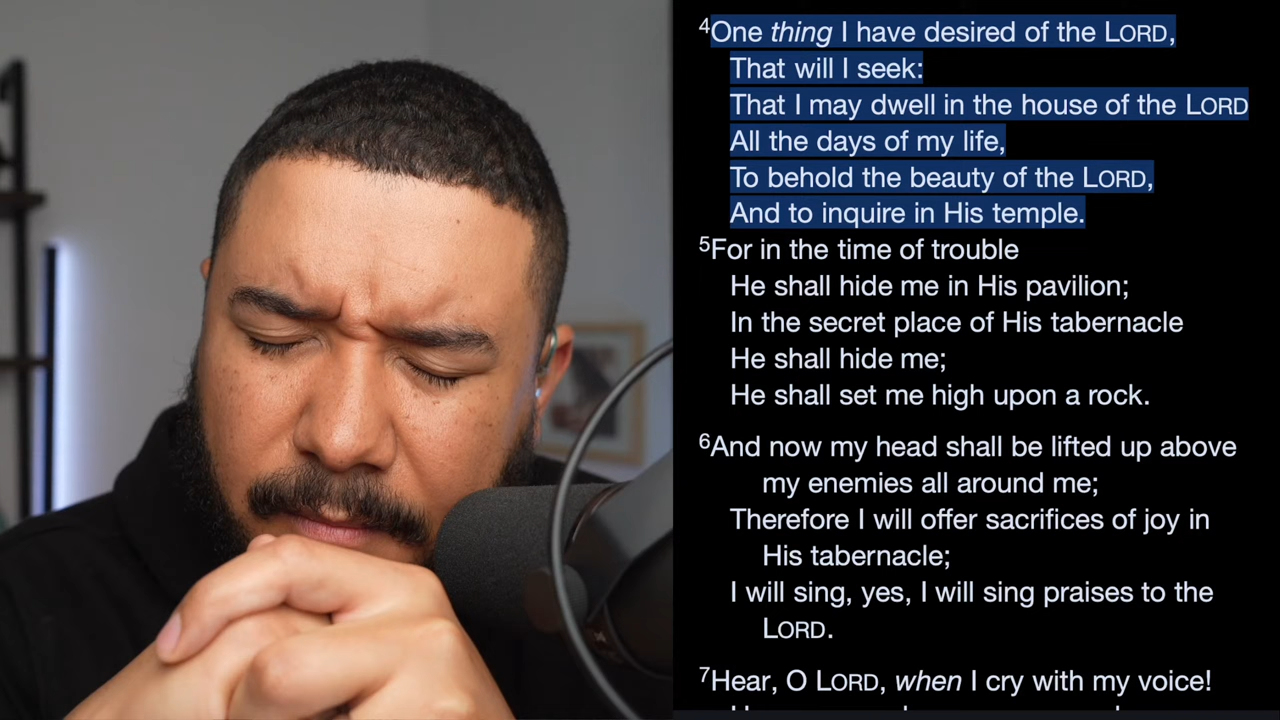 4One thing I have desired of the LORD,
That will I seek:
That I may dwell in the house of the LORD
All the days of my life,
To behold the beauty of the LORD,
And to inquire in His temple.
5For in the time of trouble
He shall hide me in His pavilion;
In the secret place of His tabernacle
He shall hide me;
He shall set me high upon a rock.
6And now my head shall be lifted up above
my enemies all around me;
Therefore I will offer sacrifices of joy in
His tabernacle;
I will sing, yes, I will sing praises to the
LORD.
7Hear, O LORD, when I cry with my voice!